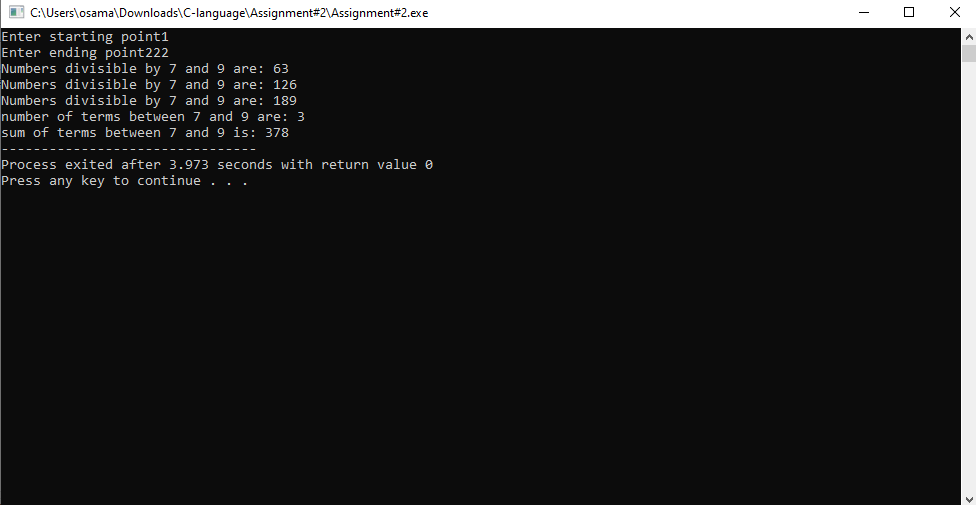 C:\Users\osama\Downloads\C-language\Assignment#2\Assignment#2.exe
Enter starting point1
Enter ending point222
Numbers divisible by 7 and 9 are: 63
Numbers divisible by 7 and 9 are: 126
Numbers divisible by 7 and 9 are: 189
number of terms between 7 and 9 are: 3
sum of terms between 7 and 9 is: 378
--------------------------------
Process exited after 3.973 seconds with return value 0
Press any key to continue . . .